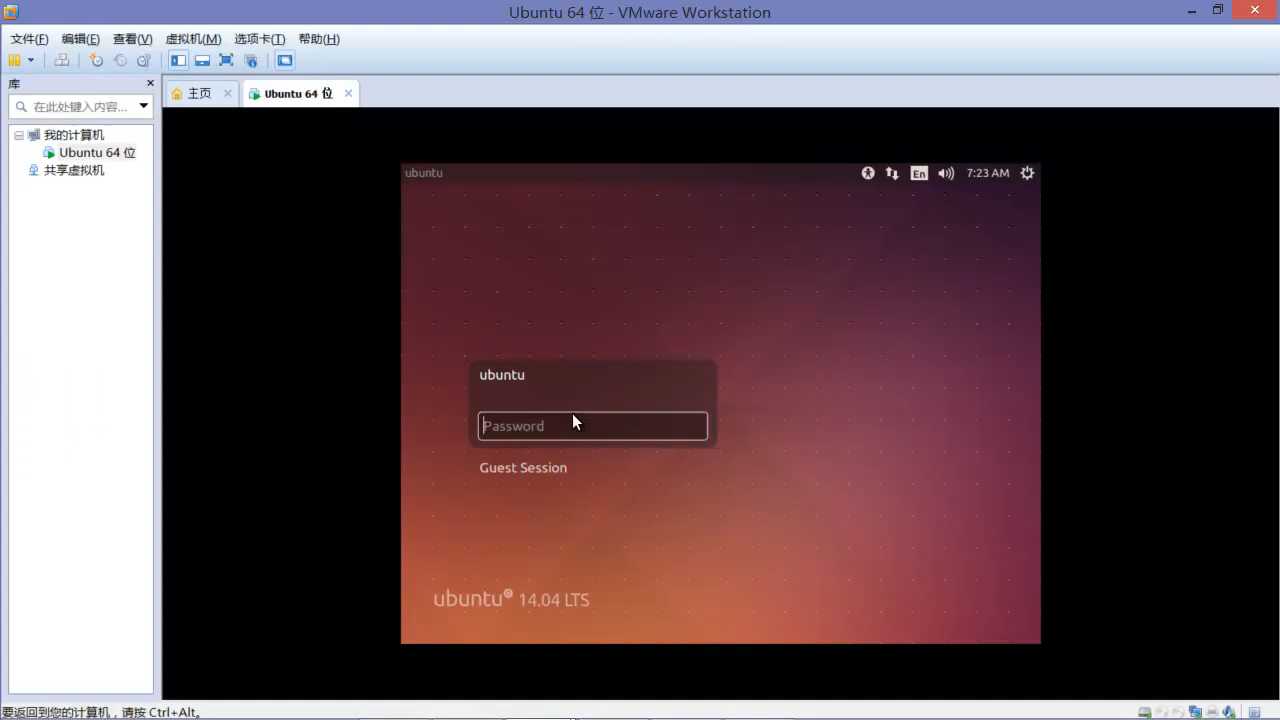 Ubuntu 64 位 - VMware Workstation
文件(F) 编辑(E) 查看(V) 虚拟机(M) 选项卡(T) 帮助(H)
库
在此处键入内容...
我的计算机
Ubuntu 64 位
共享虚拟机
主页 Ubuntu 64 位
ubuntu En 7:23 AM
ubuntu
Password
Guest Session
ubuntu® 14.04 LTS
要返回到您的计算机，请按 Ctrl+Alt。